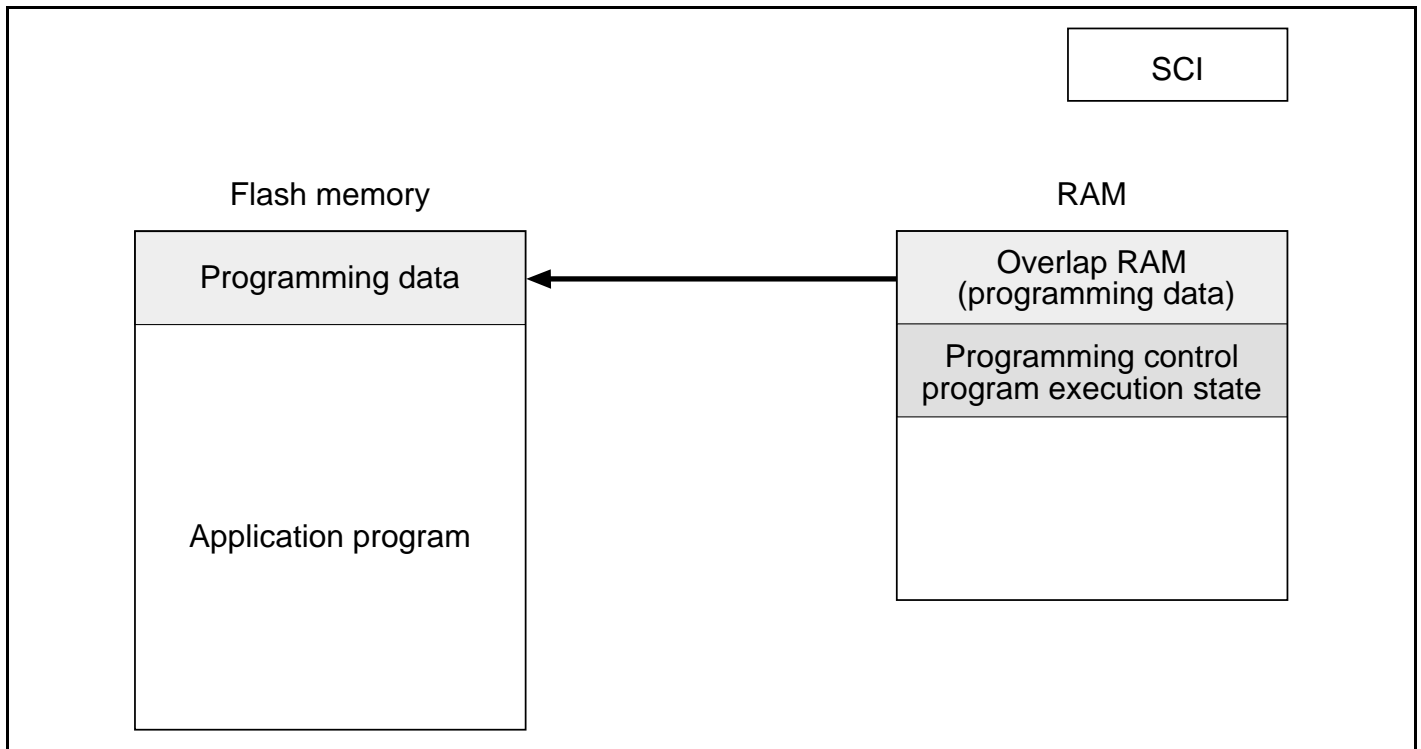 SCI
Flash memory
RAM
Programming data
Overlap RAM
(programming data)
Programming control
program execution state
Application program